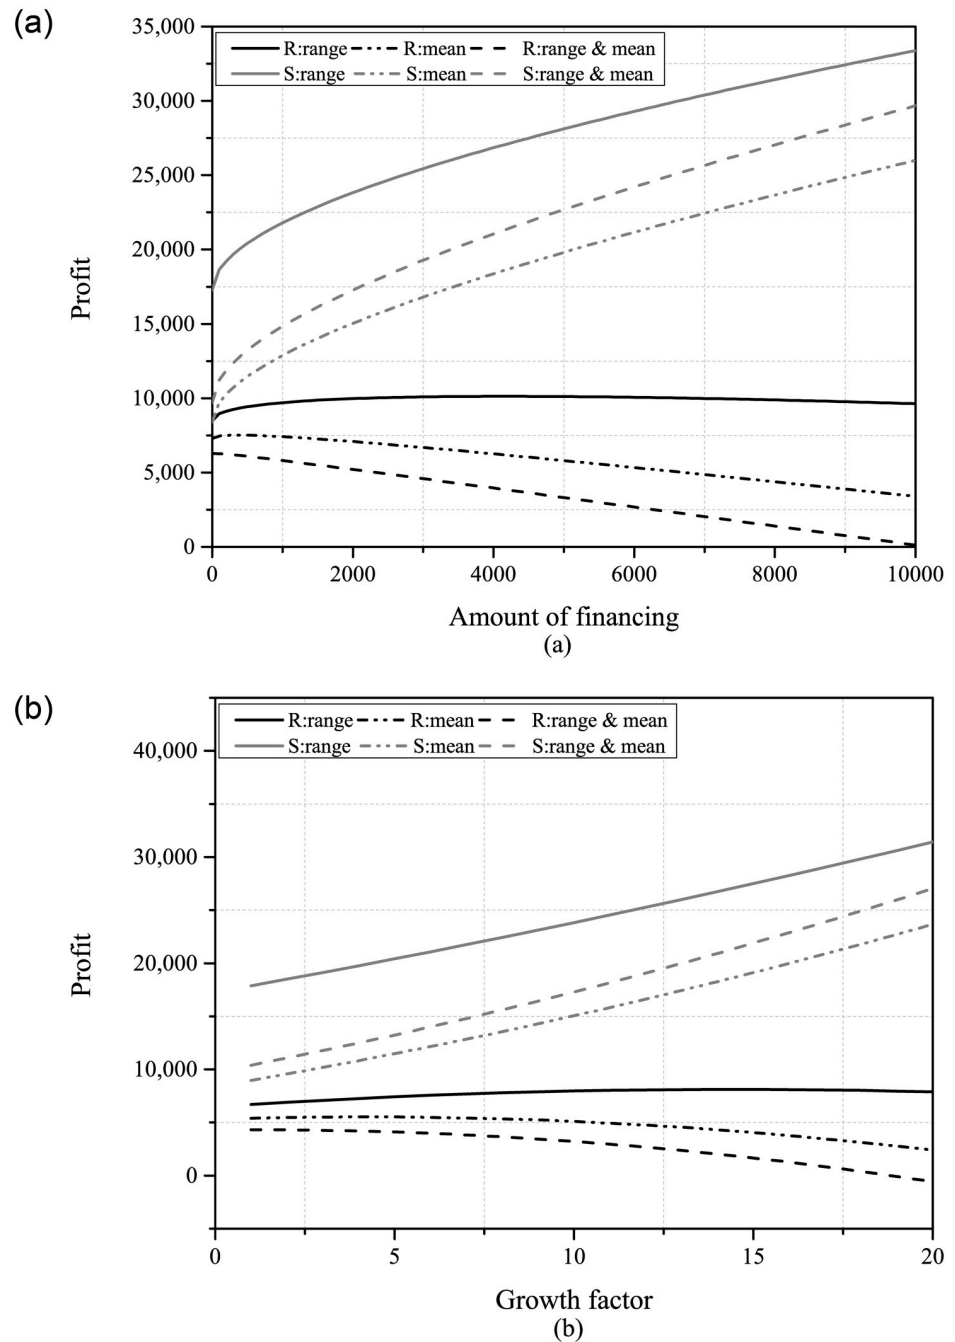 (a)
35,000
R:range R:mean R:range & mean
S:range S:mean S:range & mean
30,000
25,000
20,000
Profit
15,000
10,000
5,000
0
0 2000 4000 6000 8000 10000
Amount of financing
(a)
(b)
R:range R:mean R:range & mean
S:range S:mean S:range & mean
40,000
30,000
Profit
20,000
10,000
0
0 5 10 15 20
Growth factor
(b)